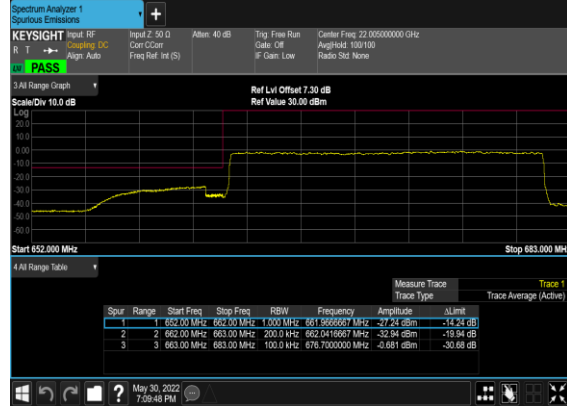 Spectrum Analyzer 1
Spurious Emissions
KEYSIGHT Input: RF
R T Coupling: DC
Align: Auto
Input Z: 50 Ω
Corr CCorr
Freq Ref: Int (S)
Atten: 40 dB
Trig: Free Run
Gate: Off
IF Gain: Low
Center Freq: 22.005000000 GHz
Avg|Hold: 100/100
Radio Std: None
PASS
3 All Range Graph
Scale/Div 10.0 dB
Ref Lvl Offset 7.30 dB
Ref Value 30.00 dBm
Log
20.0
10.0
0.00
-10.0
-20.0
-30.0
-40.0
-50.0
-60.0
Start 652.000 MHz
Stop 683.000 MH
4 All Range Table
Measure Trace Trace 1
Trace Type Trace Average (Active)
Spur Range Start Freq Stop Freq RBW Frequency Amplitude ΔLimit
1 1 652.00 MHz 662.00 MHz 1.000 MHz 661.9666667 MHz -27.24 dBm -14.24 dB
2 2 662.00 MHz 663.00 MHz 200.0 kHz 662.0416667 MHz -32.94 dBm -19.94 dB
3 3 663.00 MHz 683.00 MHz 100.0 kHz 676.7000000 MHz -0.681 dBm -30.68 dB
May 30, 2022
7:09:48 PM